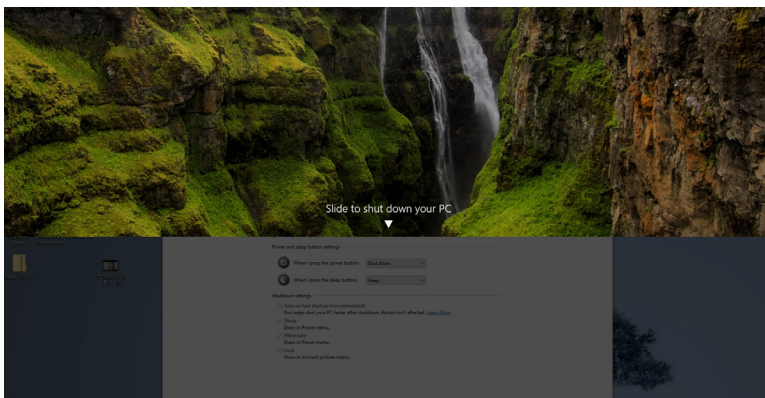 Slide to shut down your PC
Power and sleep button settings
When I press the power button: Shut down
When I press the sleep button: Sleep
Shutdown settings
Turn on fast startup (recommended)
This helps start your PC faster after shutdown. Restart isn't affected. Learn More
Sleep
Show in Power menu.
Hibernate
Show in Power menu.
Lock
Show in account picture menu.